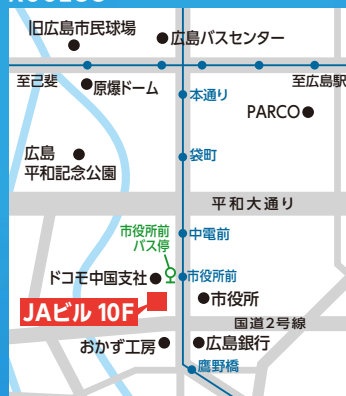 旧広島市民球場
広島バスセンター
至己斐
原爆ドーム
本通り
至広島駅
PARCO
広島
平和記念公園
袋町
平和大通り
市役所前
バス停
中電前
ドコモ中国支社
市役所前
JAビル 10F
市役所
国道2号線
おかず工房
広島銀行
鷹野橋